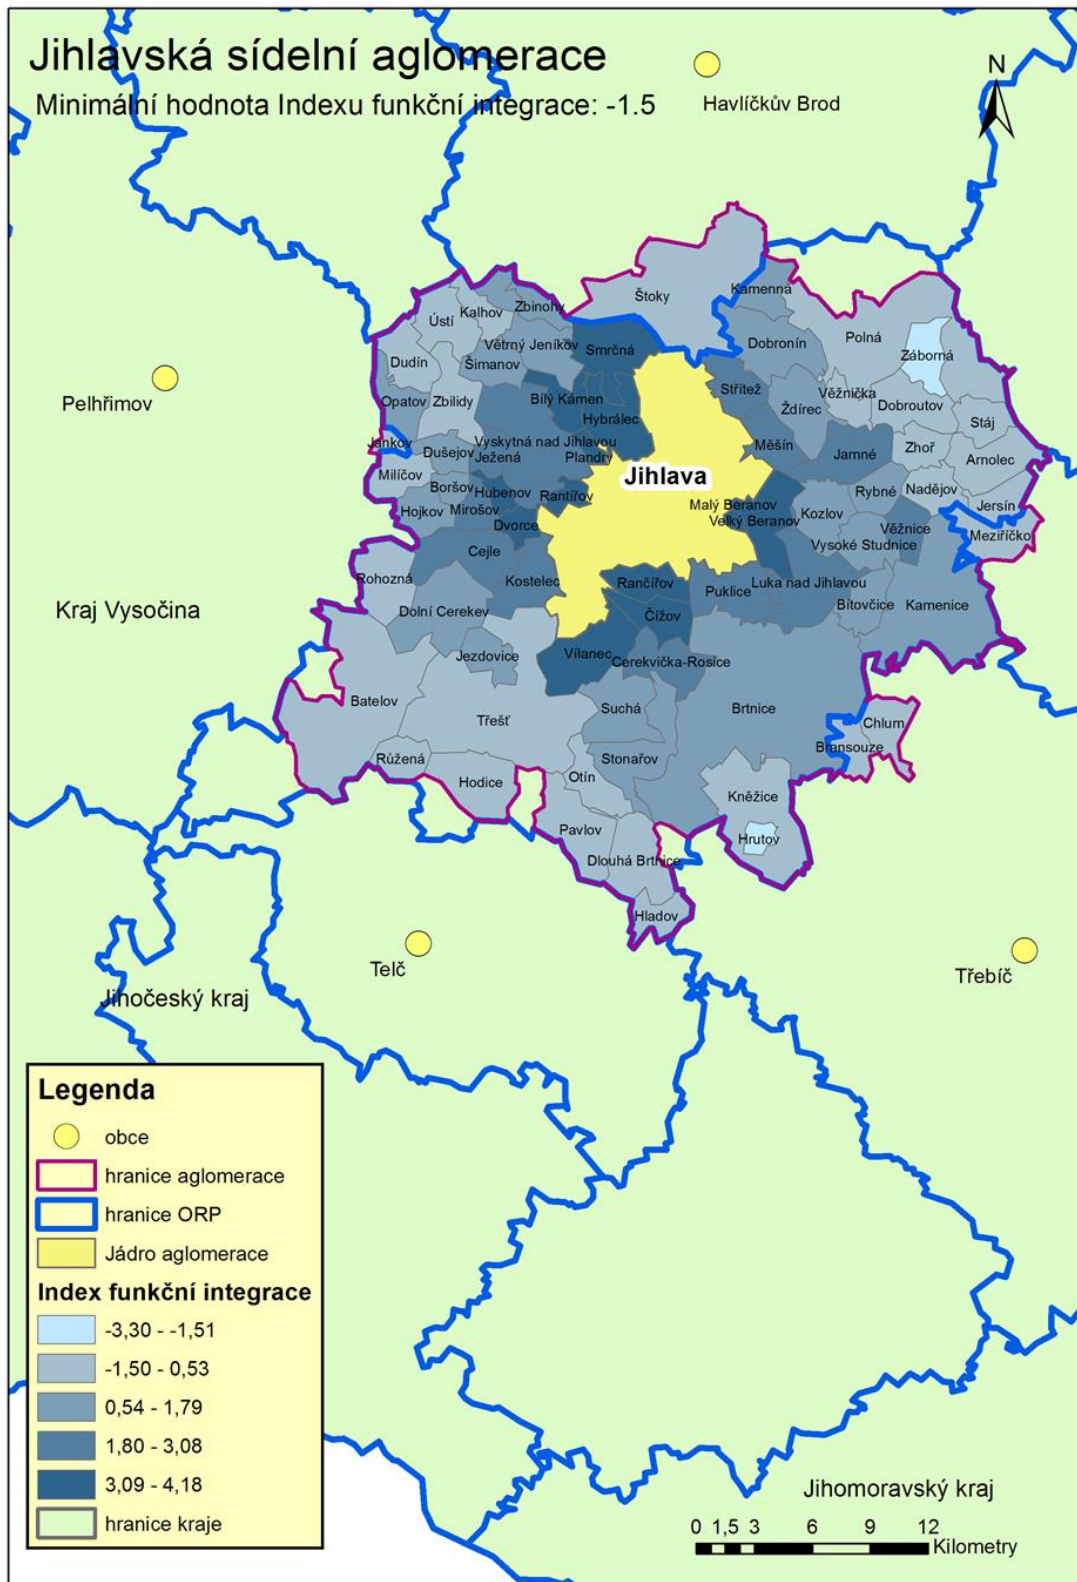 Jihlavská sídelní aglomerace
Minimální hodnota Indexu funkční integrace: -1.5
N
Havlíčkův Brod
Pelhřimov
Kraj Vysočina
Štoky
Kamenná
Zbinohy
Kalhov
Ústí
Větrný Jeníkov
Smrčná
Dobronín
Polná
Záborná
Dudín
Šimanov
Střítež
Věžnička
Opatov
Zbilidy
Bílý Kámen
Hybrálec
Ždírec
Dobroutov
Stáj
Jankov
Dušejov
Vyskytná nad Jihlavou
Ježená
Plandry
Měšín
Jamné
Zhoř
Arnolec
Milíčov
Jihlava
Boršov
Hubenov
Rantířov
Malý Beranov
Rybné
Nadějov
Hojkov
Mirošov
Dvorce
Velký Beranov
Kozlov
Věžnice
Jersín
Meziříčko
Cejle
Vysoké Studnice
Rohozná
Kostelec
Rančířov
Puklice
Luka nad Jihlavou
Dolní Cerekev
Čížov
Bítovčice
Kamenice
Jezdovice
Vílanec
Cerekvička-Rosice
Batelov
Třešť
Suchá
Brtnice
Chlum
Bransouze
Růžená
Stonařov
Hodice
Otín
Kněžice
Pavlov
Hrutov
Dlouhá Brtnice
Hladov
Telč
Třebíč
Jihočeský kraj
Legenda
obce
hranice aglomerace
hranice ORP
Jádro aglomerace
Index funkční integrace
-3,30 - -1,51
-1,50 - 0,53
0,54 - 1,79
1,80 - 3,08
3,09 - 4,18
hranice kraje
Jihomoravský kraj
0 1,5 3 6 9 12
Kilometry